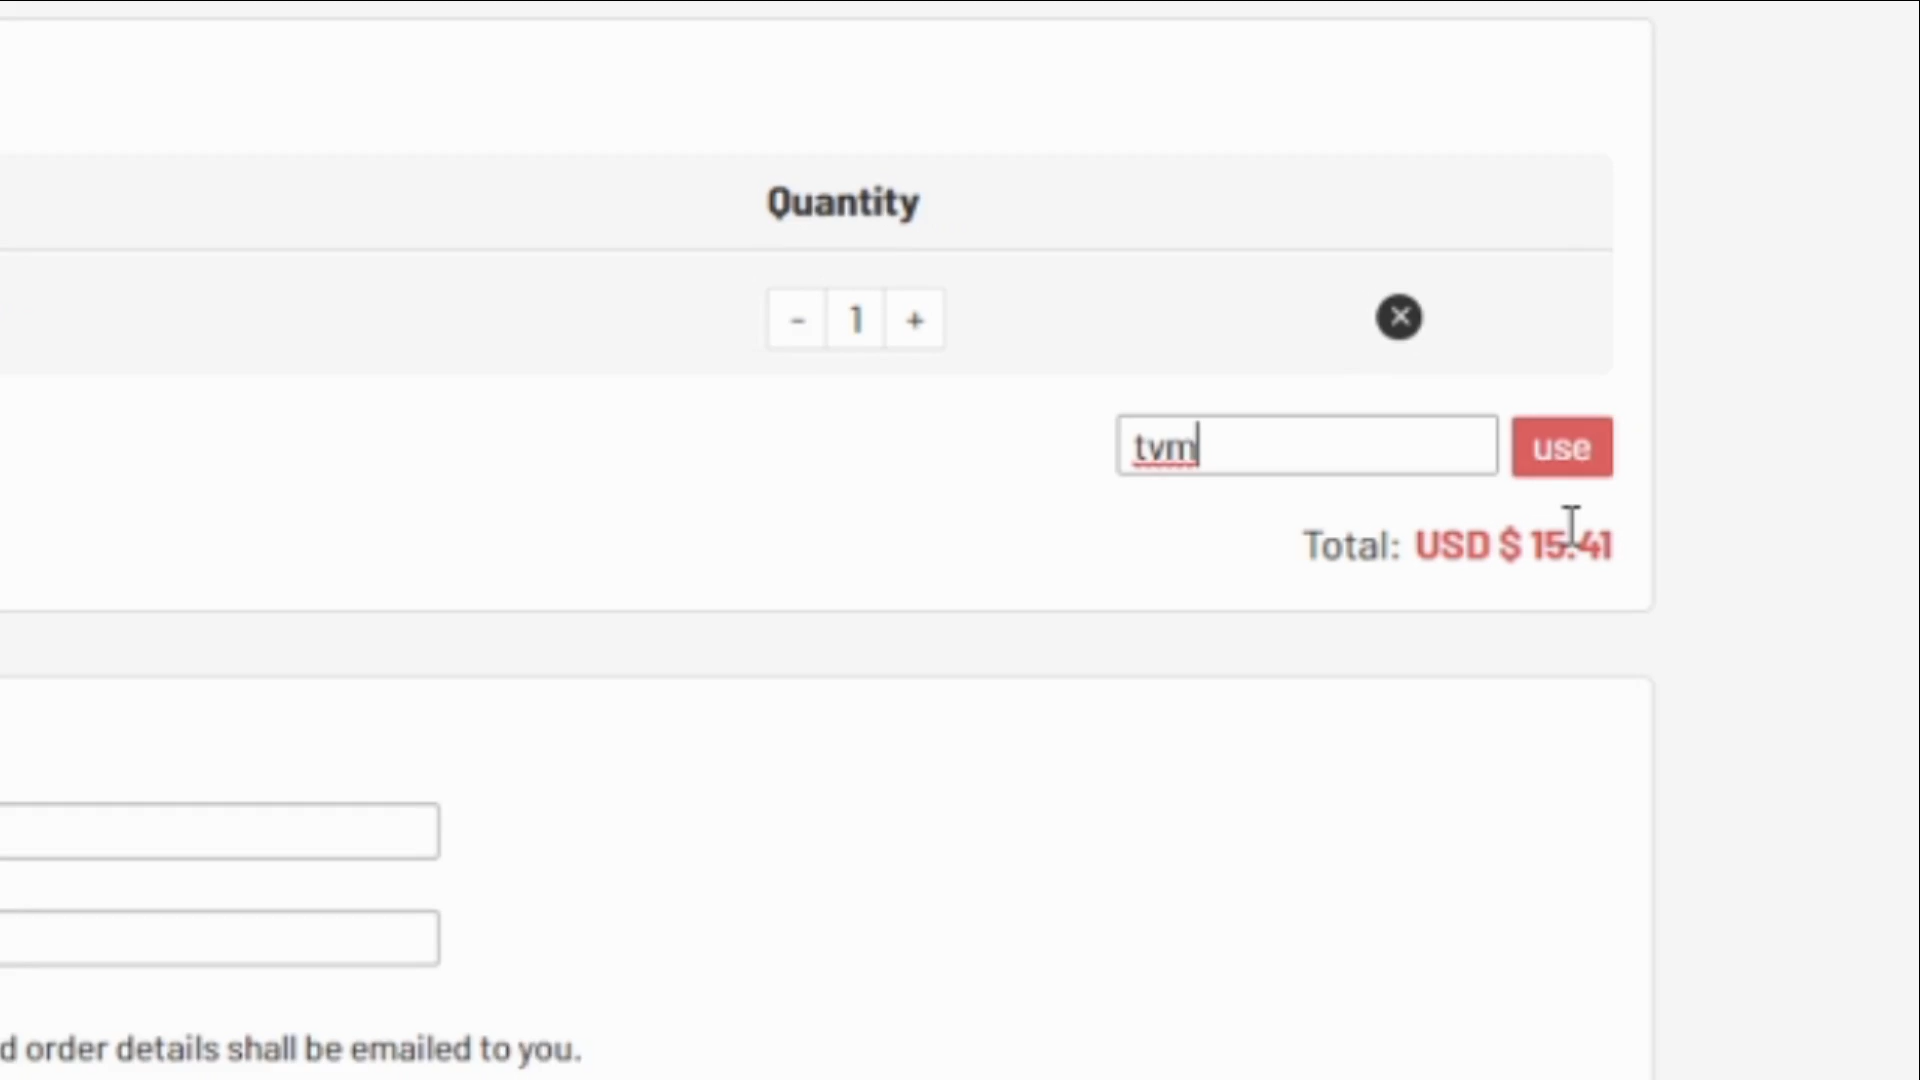 Quantity
- 1 +
tvm
use
Total: USD $ 15.41
d order details shall be emailed to you.